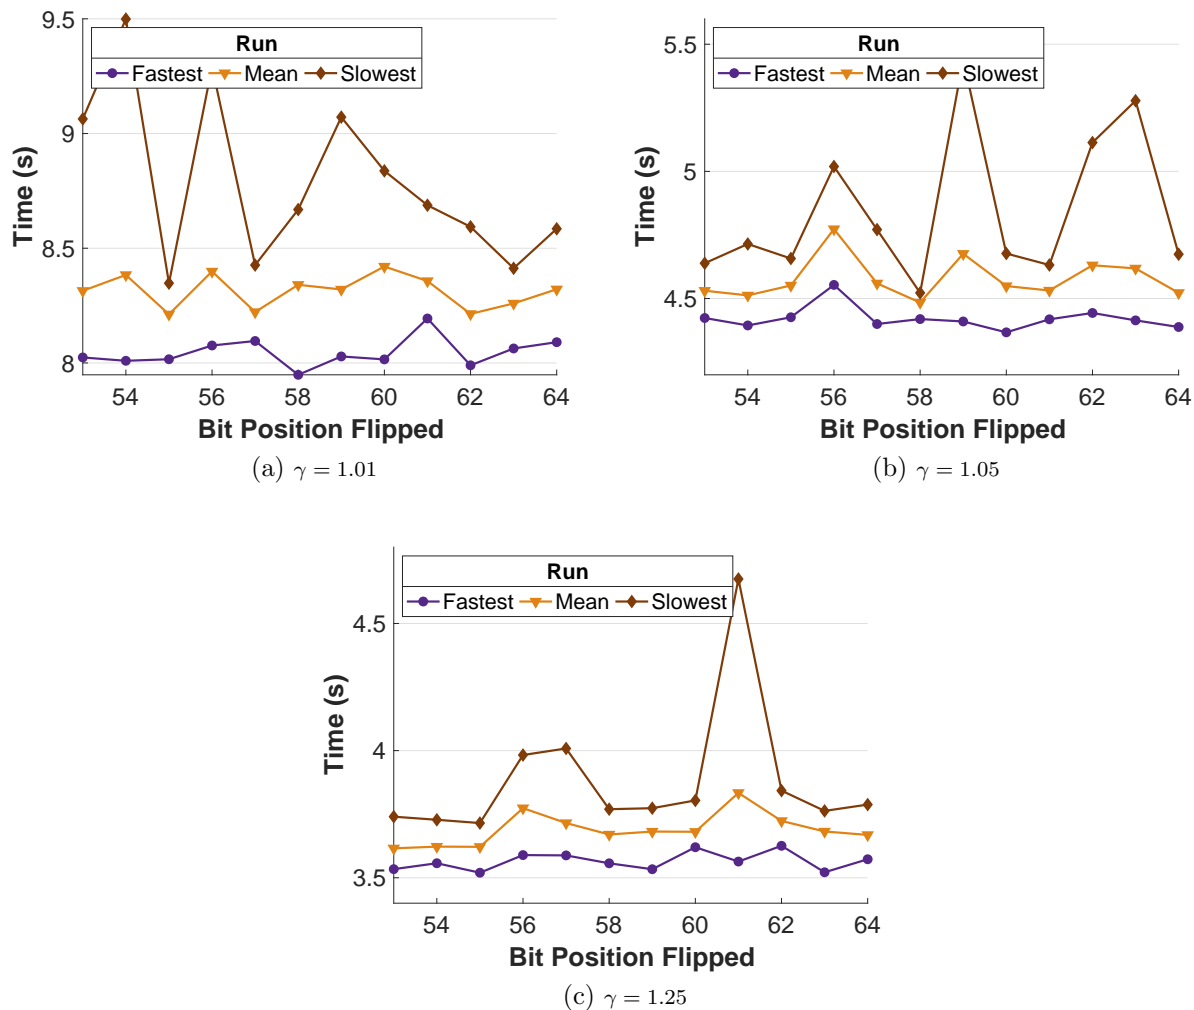 9.5
Run
Fastest Mean Slowest
9
Time (s)
8.5
8
54 56 58 60 62 64
Bit Position Flipped
(a) γ = 1.01
5.5
Run
Fastest Mean Slowest
5
Time (s)
4.5
54 56 58 60 62 64
Bit Position Flipped
(b) γ = 1.05
Run
Fastest Mean Slowest
4.5
Time (s)
4
3.5
54 56 58 60 62 64
Bit Position Flipped
(c) γ = 1.25